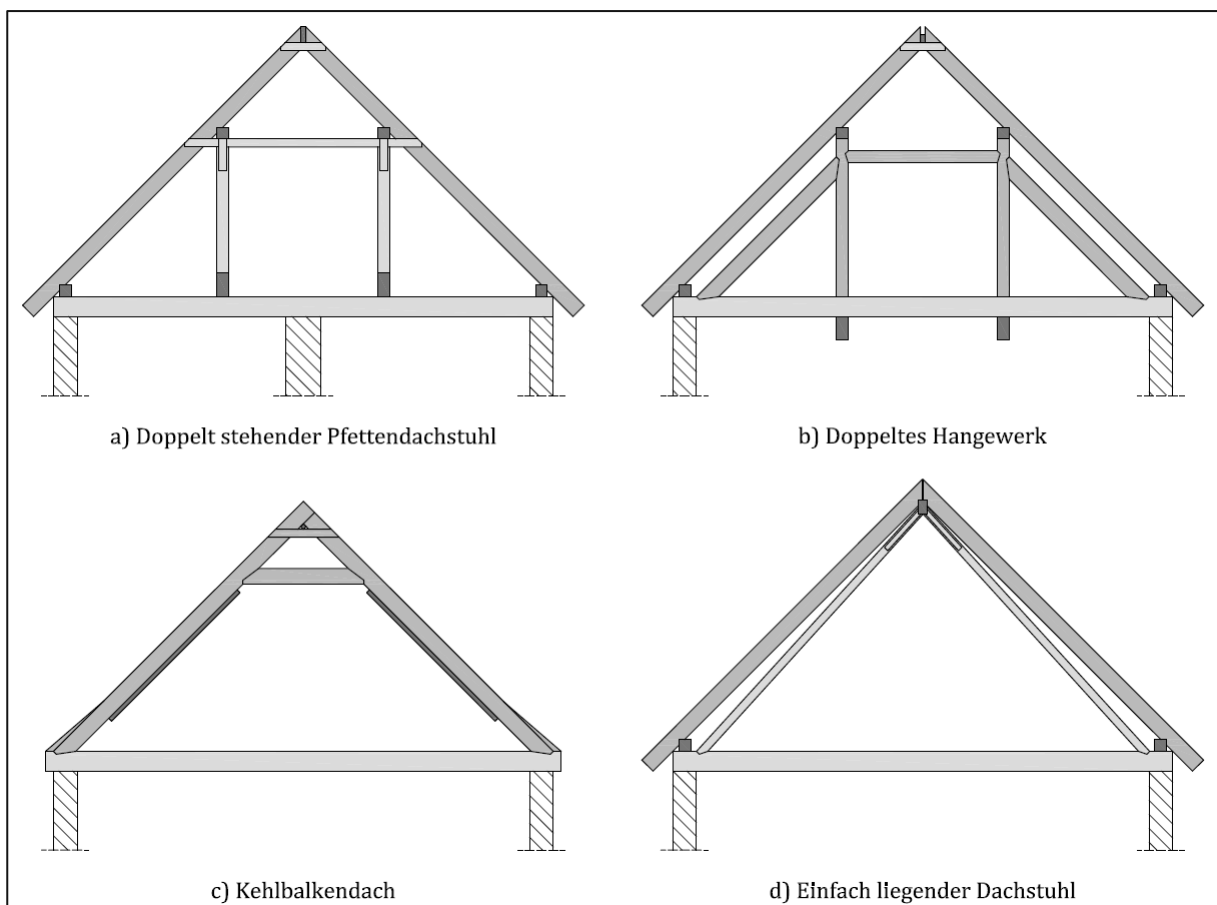 a) Doppelt stehender Pfettendachstuhl
b) Doppeltes Hangewerk
c) Kehlbalkendach
d) Einfach liegender Dachstuhl